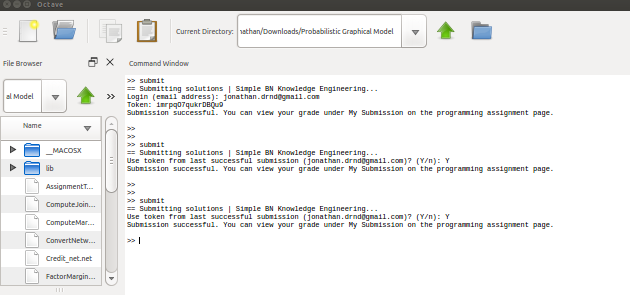 Octave
Current Directory:
nathan/Downloads/Probabilistic Graphical Model
File Browser
Command Window
al Model
Name
__MACOSX
lib
AssignmentT...
ComputeJoin...
ComputeMar...
ConvertNetw...
Credit_net.net
FactorMargin...
>> submit
== Submitting solutions | Simple BN Knowledge Engineering...
Login (email address): jonathan.drnd@gmail.com
Token: imrpqO7qukrDBQu9
Submission successful. You can view your grade under My Submission on the programming assignment page.
>>
>>
>> submit
== Submitting solutions | Simple BN Knowledge Engineering...
Use token from last successful submission (jonathan.drnd@gmail.com)? (Y/n): Y
Submission successful. You can view your grade under My Submission on the programming assignment page.
>>
>>
>> submit
== Submitting solutions | Simple BN Knowledge Engineering...
Use token from last successful submission (jonathan.drnd@gmail.com)? (Y/n): Y
Submission successful. You can view your grade under My Submission on the programming assignment page.
>>